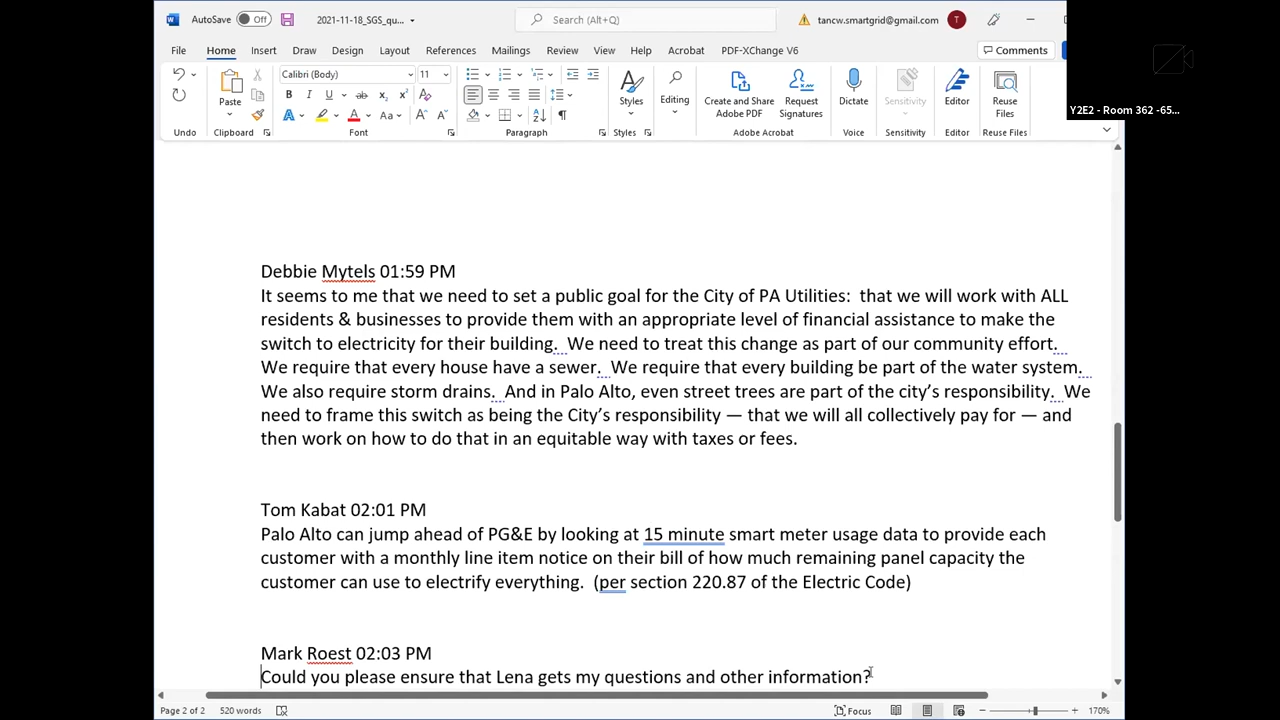 AutoSave Off 2021-11-18_SGS_qu... Search (Alt+Q) tancw.smartgrid@gmail.com T
File Home Insert Draw Design Layout References Mailings Review View Help Acrobat PDF-XChange V6 Comments
Calibri (Body) 11
Paste Styles Editing Create and Share Adobe PDF Request Signatures Dictate Sensitivity Editor Reuse Files
Undo Clipboard Font Paragraph Styles Adobe Acrobat Voice Sensitivity Editor Reuse Files
Y2E2 - Room 362 -65...
Debbie Mytels 01:59 PM
It seems to me that we need to set a public goal for the City of PA Utilities:  that we will work with ALL
residents & businesses to provide them with an appropriate level of financial assistance to make the
switch to electricity for their building.  We need to treat this change as part of our community effort.
We require that every house have a sewer.  We require that every building be part of the water system.
We also require storm drains.  And in Palo Alto, even street trees are part of the city’s responsibility.  We
need to frame this switch as being the City’s responsibility — that we will all collectively pay for — and
then work on how to do that in an equitable way with taxes or fees.
Tom Kabat 02:01 PM
Palo Alto can jump ahead of PG&E by looking at 15 minute smart meter usage data to provide each
customer with a monthly line item notice on their bill of how much remaining panel capacity the
customer can use to electrify everything.  (per section 220.87 of the Electric Code)
Mark Roest 02:03 PM
Could you please ensure that Lena gets my questions and other information?
Page 2 of 2 520 words Focus 170%